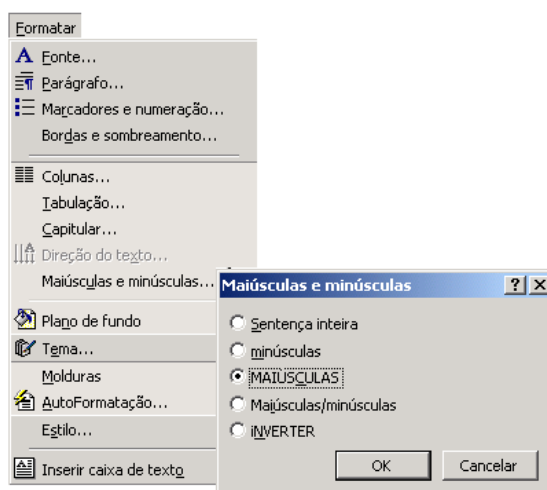 Formatar
Fonte...
Parágrafo...
Marcadores e numeração...
Bordas e sombreamento...
Colunas...
Tabulação...
Capitular...
Direção do texto...
Maiúsculas e minúsculas...
Plano de fundo
Tema...
Molduras
AutoFormatação...
Estilo...
Inserir caixa de texto
Maiúsculas e minúsculas
Sentença inteira
minúsculas
MAIÚSCULAS
Maiúsculas/minúsculas
iNVERTER
OK Cancelar